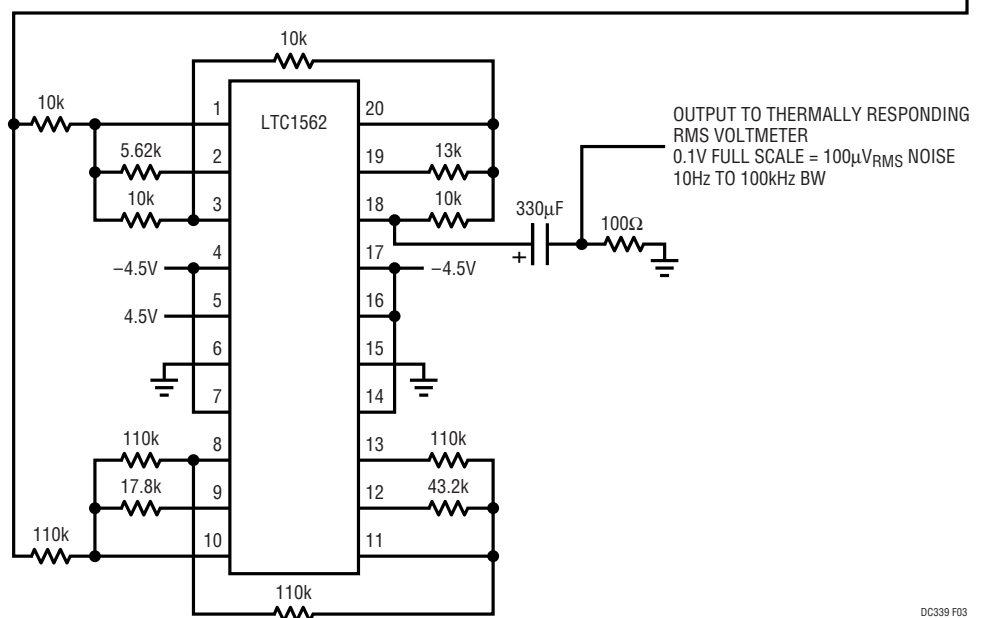 10k
10k
1
20
LTC1562
OUTPUT TO THERMALLY RESPONDING
RMS VOLTMETER
0.1V FULL SCALE = 100µVRMS NOISE
10Hz TO 100kHz BW
5.62k
2
19
13k
10k
3
18
10k
330µF
+
100Ω
–4.5V
4
17
–4.5V
4.5V
5
16
6
15
7
14
110k
8
13
110k
17.8k
9
12
43.2k
110k
10
11
110k
DC339 F03